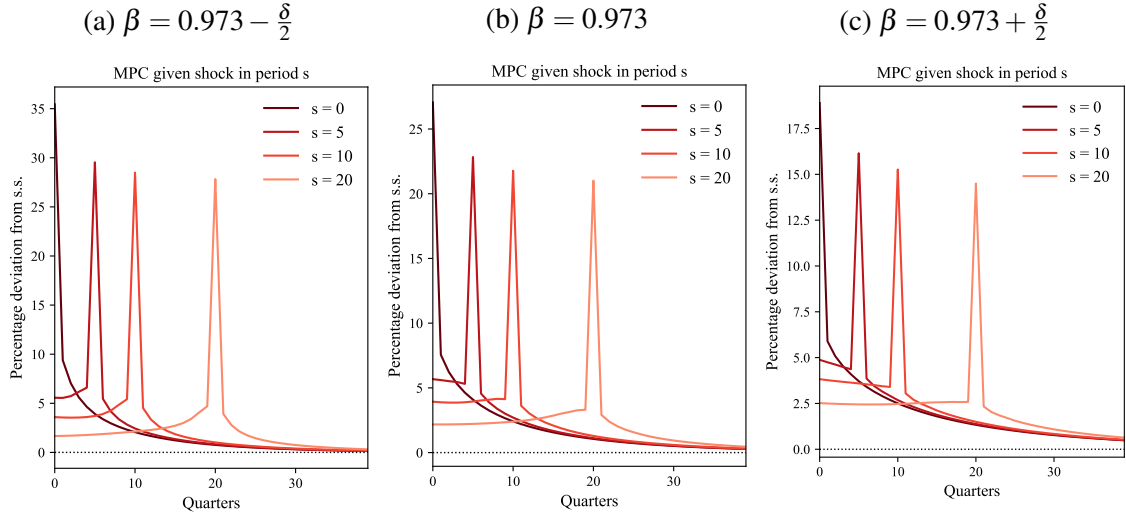 (a) β = 0.973 − δ/2
(b) β = 0.973
(c) β = 0.973 + δ/2
MPC given shock in period s
Percentage deviation from s.s.
35
30
25
20
15
10
5
0
s = 0
s = 5
s = 10
s = 20
0
10
20
30
Quarters
MPC given shock in period s
Percentage deviation from s.s.
25
20
15
10
5
0
s = 0
s = 5
s = 10
s = 20
0
10
20
30
Quarters
MPC given shock in period s
Percentage deviation from s.s.
17.5
15.0
12.5
10.0
7.5
5.0
2.5
0.0
s = 0
s = 5
s = 10
s = 20
0
10
20
30
Quarters